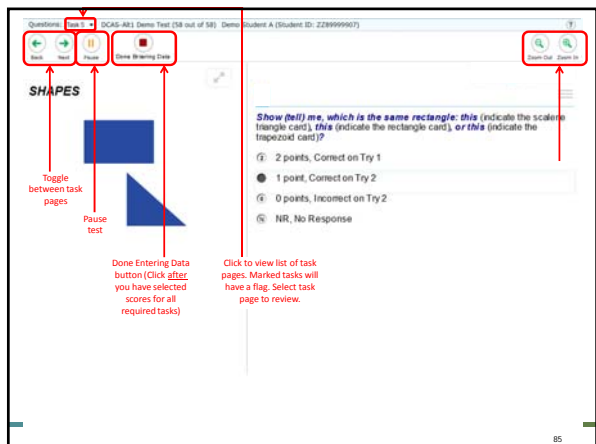 Questions: Task 5 DCAS-Alt1 Demo Test (58 out of 58) Demo Student A (Student ID: ZZ89999907)
Back Next Pause Done Entering Data Zoom Out Zoom In
SHAPES
Show (tell) me, which is the same rectangle: this (indicate the scalene
triangle card), this (indicate the rectangle card), or this (indicate the
trapezoid card)?
2 2 points, Correct on Try 1
1 point, Correct on Try 2
0 0 points, Incorrect on Try 2
NR, No Response
Toggle
between task
pages
Pause
test
Done Entering Data
button (Click after
you have selected
scores for all
required tasks)
Click to view list of task
pages. Marked tasks will
have a flag. Select task
page to review.
85